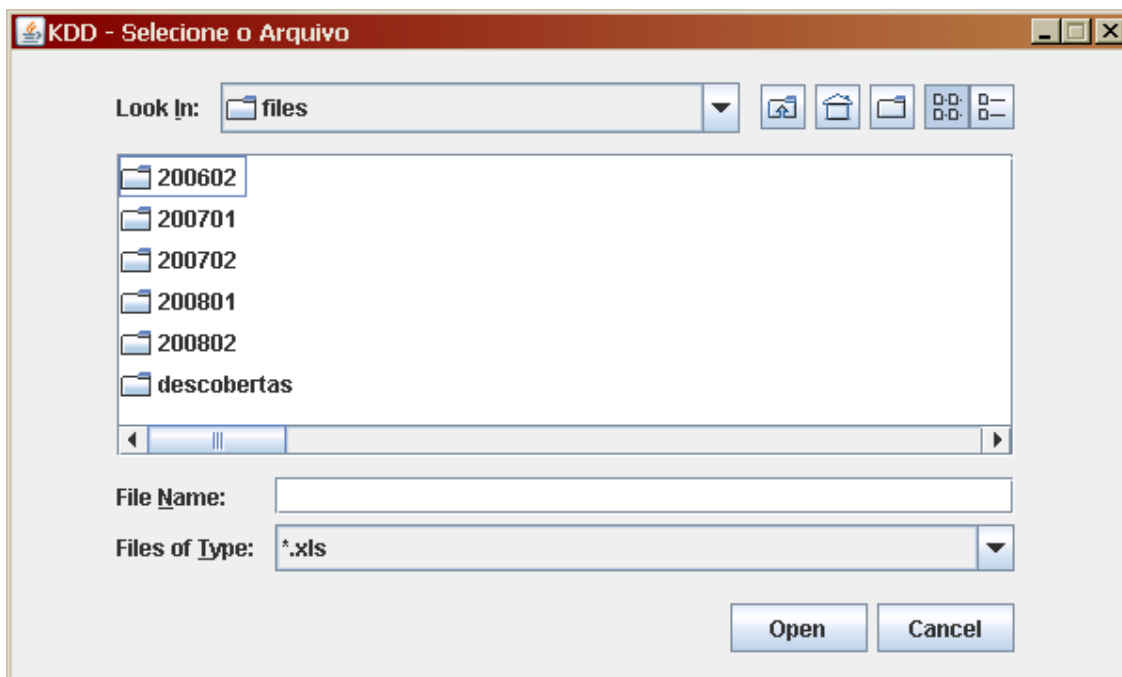 KDD - Selecione o Arquivo
Look In: files
200602
200701
200702
200801
200802
descobertas
File Name:
Files of Type: *.xls
Open Cancel